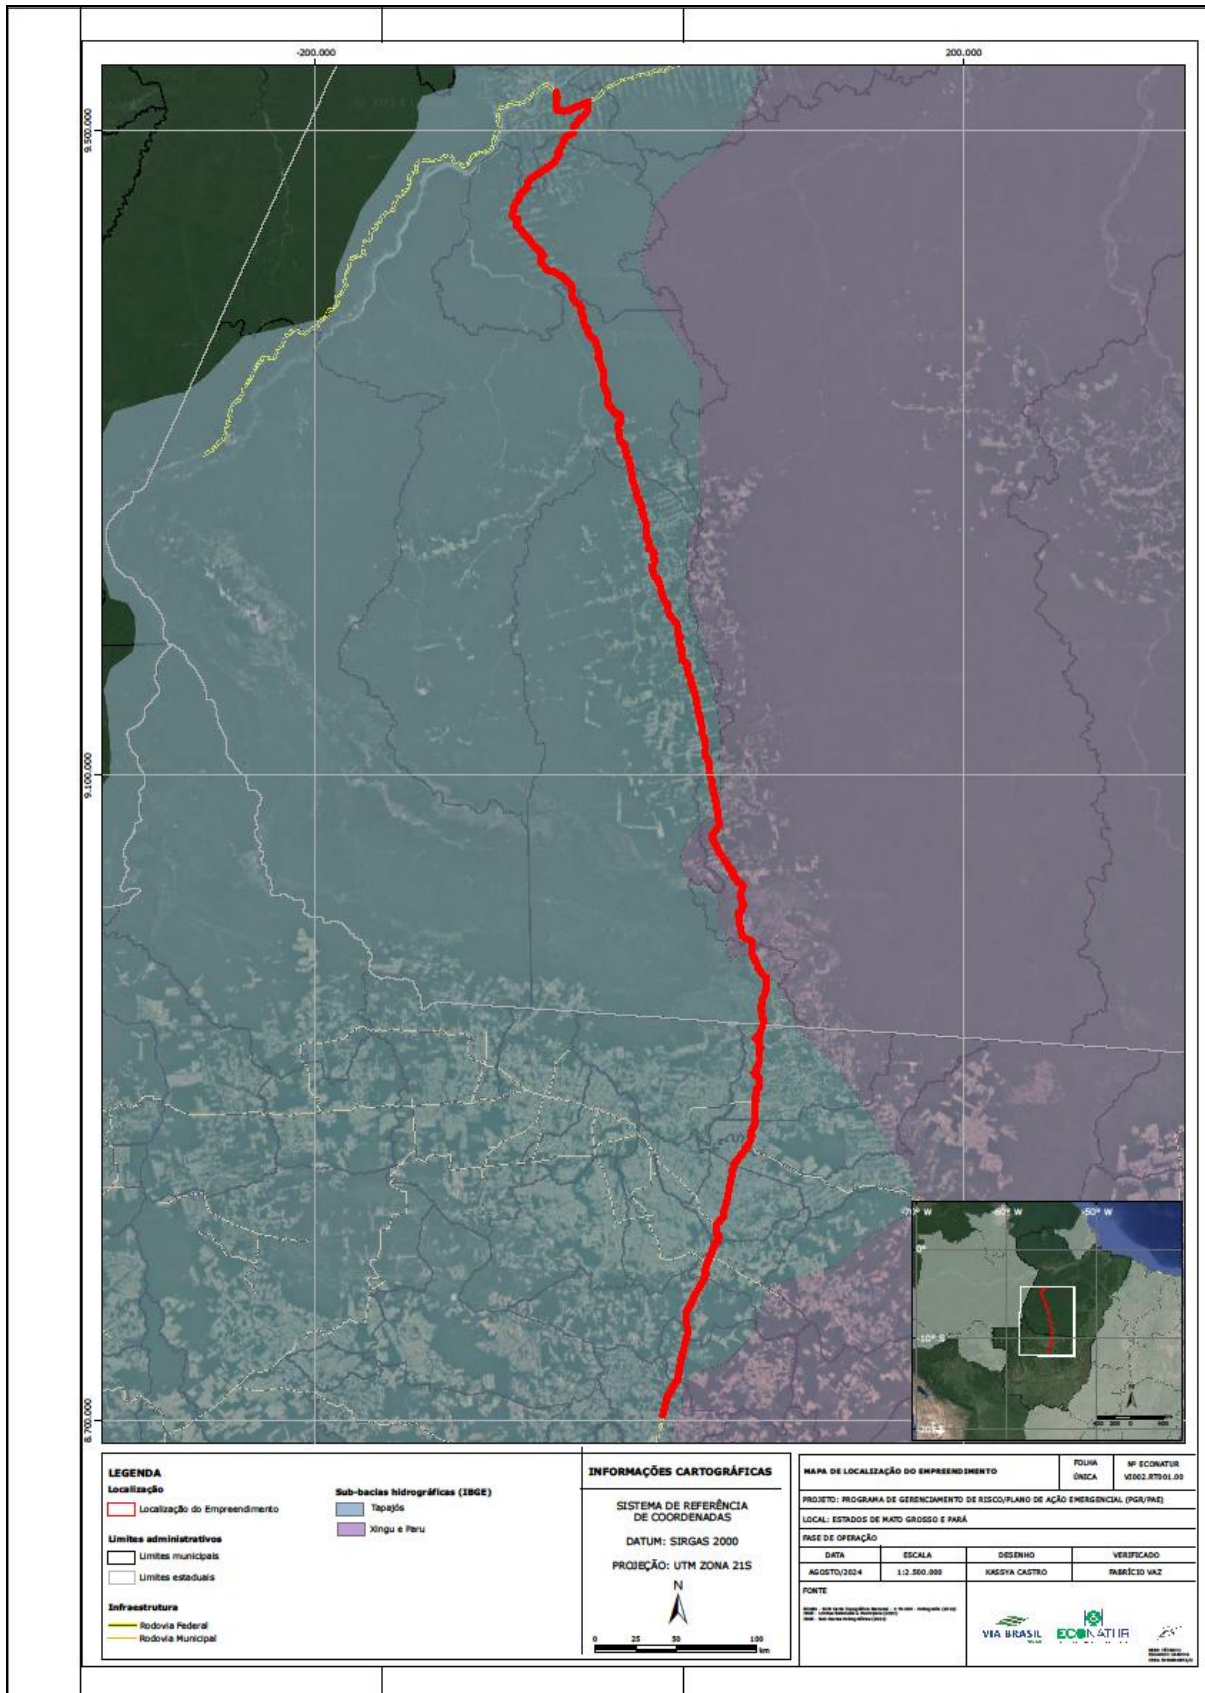 -200.000
200.000
9.500.000
9.100.000
8.700.000
-70° W
-60° W
-50° W
0°
-10° S
LEGENDA
Localização
Localização do Empreendimento
Limites administrativos
Limites municipais
Limites estaduais
Infraestrutura
Rodovia Federal
Rodovia Municipal
Sub-bacias hidrográficas (IBGE)
Tapajós
Xingu e Paru
INFORMAÇÕES CARTOGRÁFICAS
SISTEMA DE REFERÊNCIA
DE COORDENADAS
DATUM: SIRGAS 2000
PROJEÇÃO: UTM ZONA 21S
N
0 25 50 100
km
MAPA DE LOCALIZAÇÃO DO EMPREENDIMENTO
FOLHA
ÚNICA
Nº ECONATUR
VI002.RT001.00
PROJETO: PROGRAMA DE GERENCIAMENTO DE RISCO/PLANO DE AÇÃO EMERGENCIAL (PGR/PAE)
LOCAL: ESTADOS DE MATO GROSSO E PARÁ
FASE DE OPERAÇÃO
DATA ESCALA DESENHO VERIFICADO
AGOSTO/2024 1:2.500.000 KASSYA CASTRO FABRÍCIO VAZ
FONTE
VIA BRASIL
ECONATUR